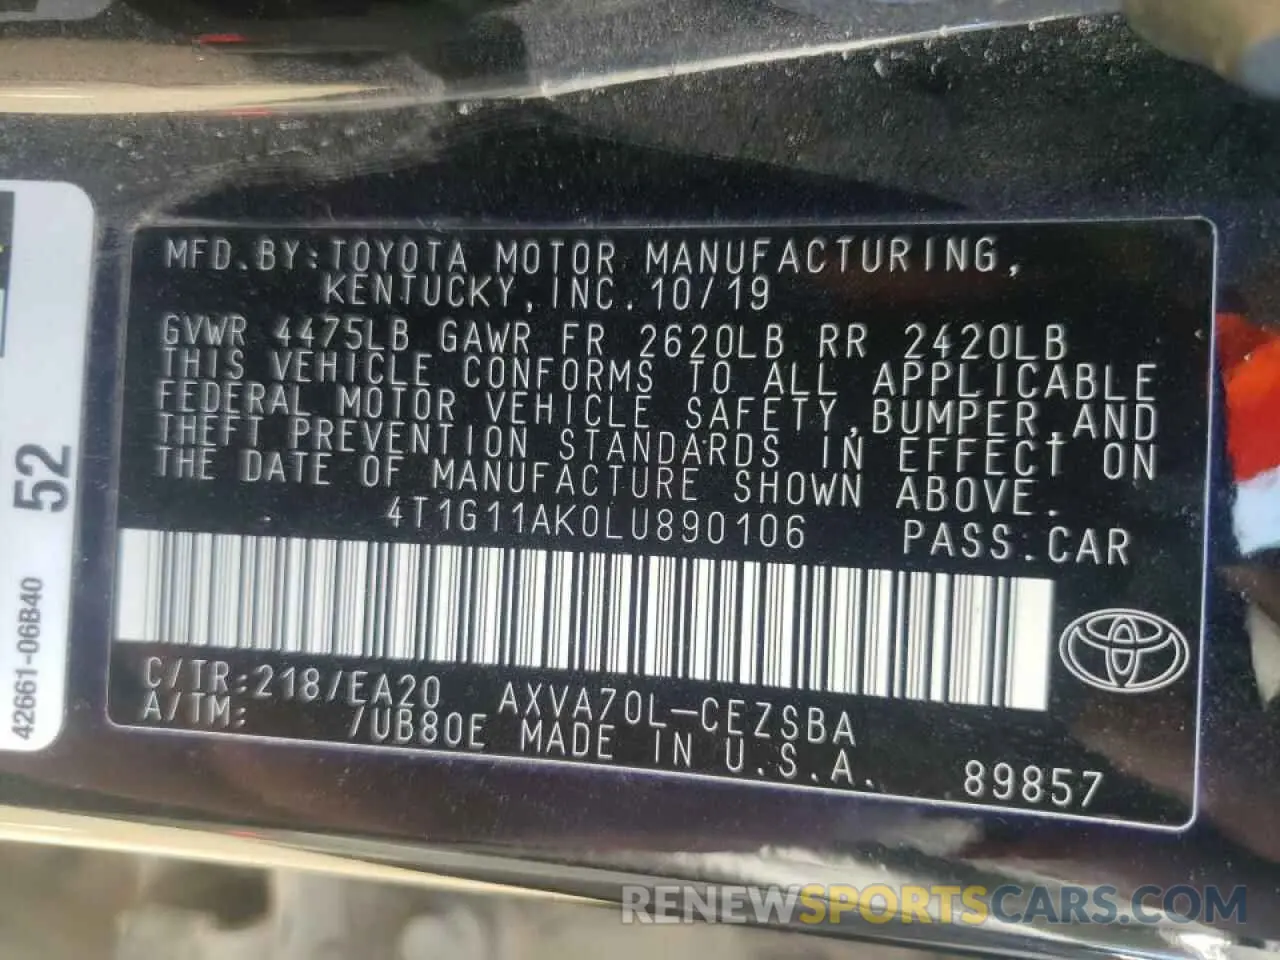 MFD.BY:TOYOTA MOTOR MANUFACTURING,
KENTUCKY, INC. 10/19
GVWR 4475LB GAWR FR 2620LB RR 2420LB
THIS VEHICLE CONFORMS TO ALL APPLICABLE
FEDERAL MOTOR VEHICLE SAFETY, BUMPER, AND
THEFT PREVENTION STANDARDS IN EFFECT ON
THE DATE OF MANUFACTURE SHOWN ABOVE.
4T1G11AK0LU890106 PASS.CAR
C/TR:218/EA20 AXVA70L-CEZSBA
A/TM: /UB80E MADE IN U.S.A.
89857
52
42661-06B40
RENEWSPORTSCARS.COM